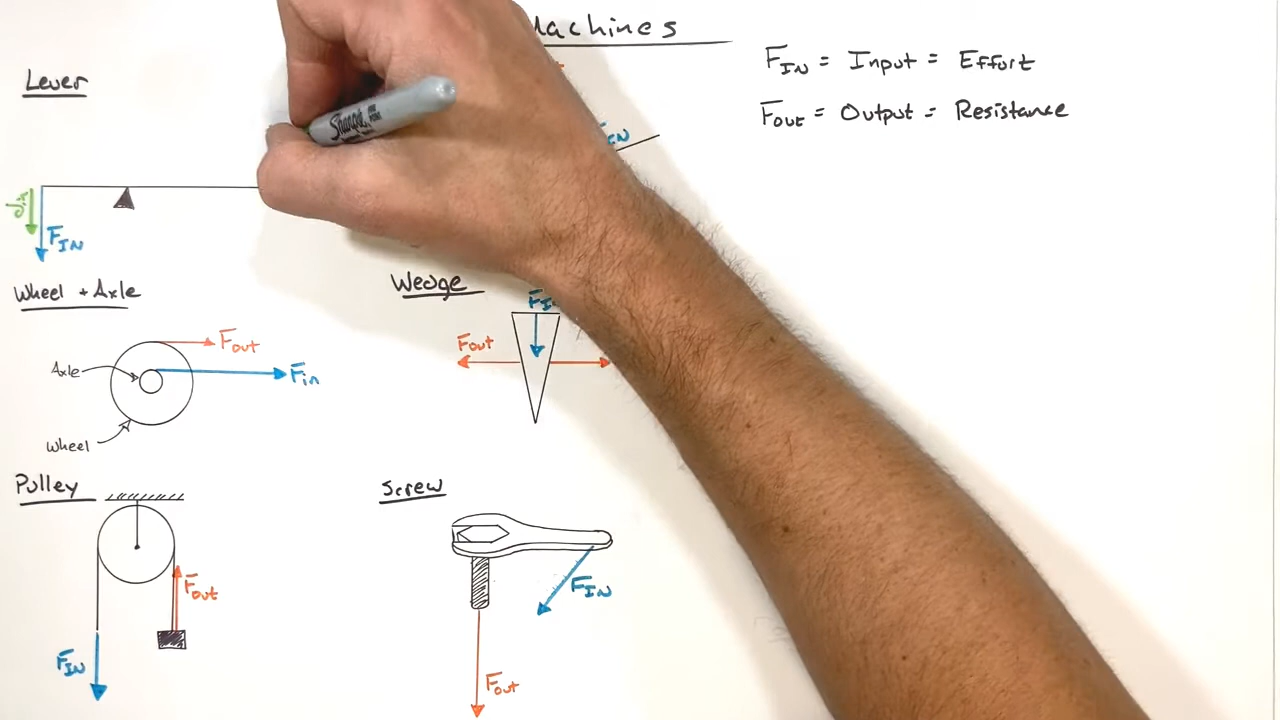 Machines
Lever
FIN = Input = Effort
Fout = Output = Resistance
FIN
Wheel + Axle
Wedge
Fout
Axle
Fin
Wheel
Fout
Pulley
Screw
Fout
FIN
FIN
Fout
Sharpie